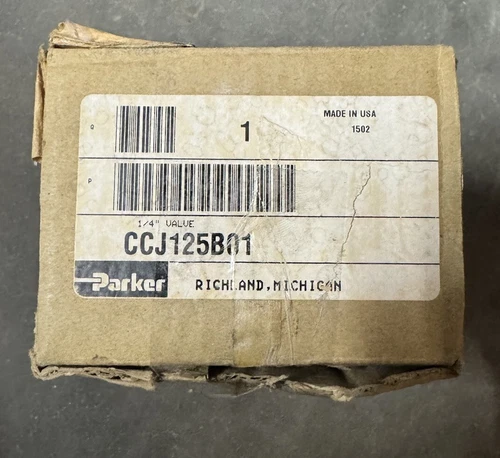 Q
1
MADE IN USA
1502
P
1/4" VALVE
CCJ125B01
Parker
RICHLAND, MICHIGAN